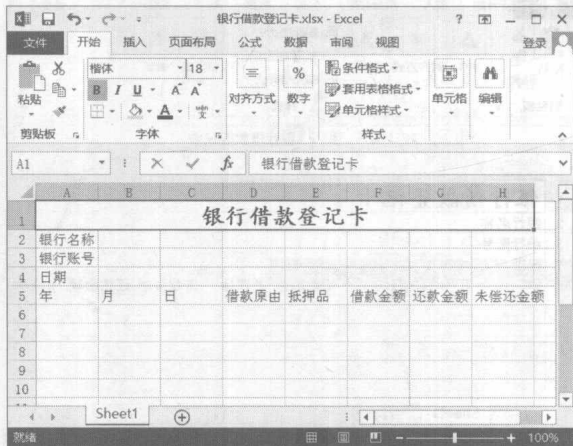 银行借款登记卡.xlsx - Excel
文件 开始 插入 页面布局 公式 数据 审阅 视图 登录
粘贴
剪贴板
楷体 18
B I U A A
A 文
字体
对齐方式
%
数字
条件格式
套用表格格式
单元格样式
样式
单元格
编辑
A1 fx 银行借款登记卡
A B C D E F G H
1 银行借款登记卡
2 银行名称
3 银行账号
4 日期
5 年 月 日 借款原由 抵押品 借款金额 还款金额 未偿还金额
6
7
8
9
10
Sheet1
就绪 100%